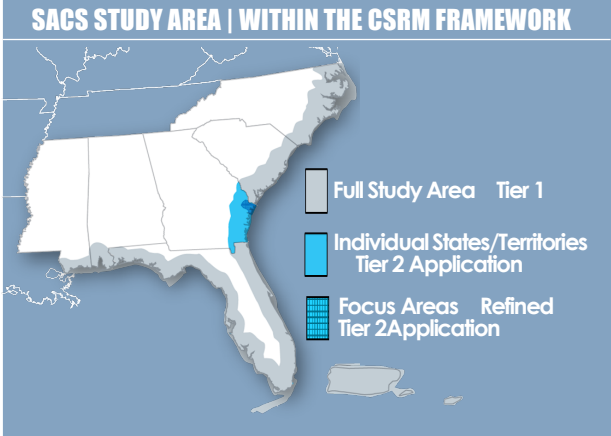 SACS STUDY AREA | WITHIN THE CSRM FRAMEWORK
Full Study Area Tier 1
Individual States/Territories
Tier 2 Application
Focus Areas Refined
Tier 2Application